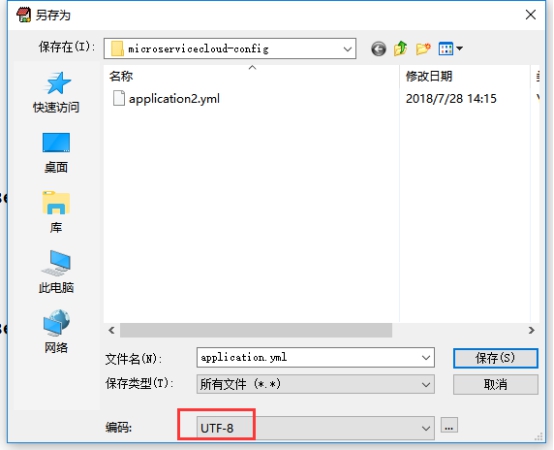 另存为
保存在(I):
microservicecloud-config
名称
修改日期
application2.yml
2018/7/28 14:15
快速访问
桌面
库
此电脑
网络
文件名(N):
application.yml
保存(S)
保存类型(T):
所有文件 (*.*)
取消
编码:
UTF-8
...